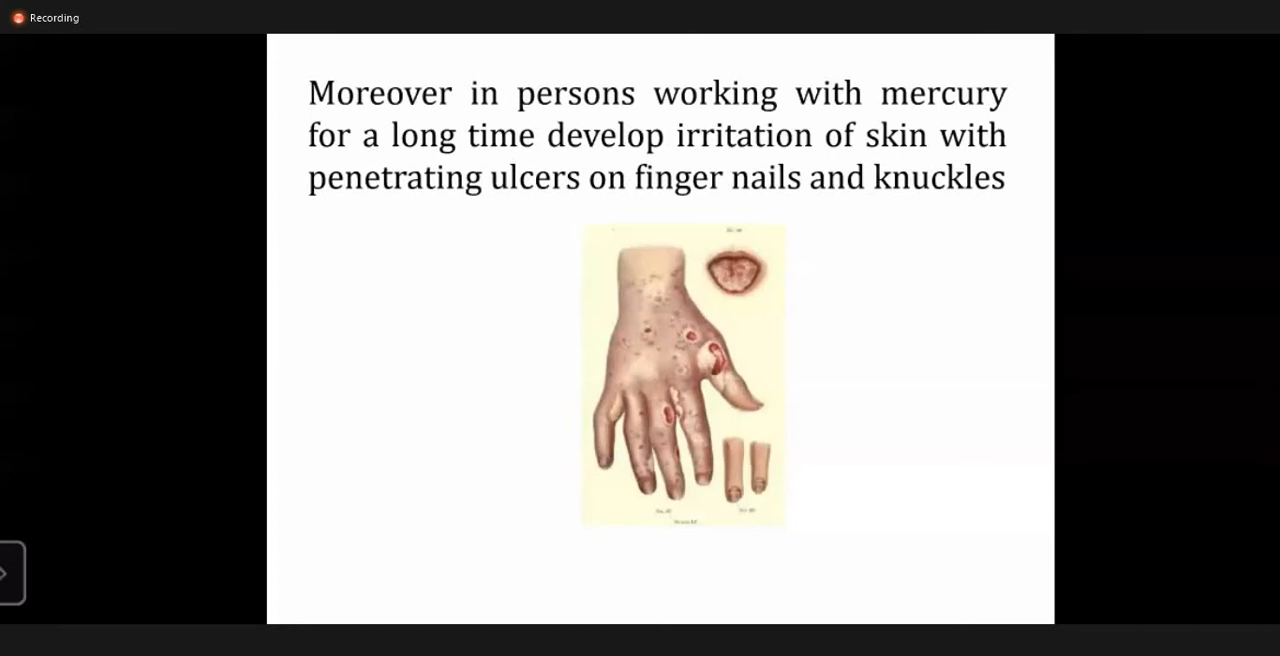 Recording
Moreover in persons working with mercury
for a long time develop irritation of skin with
penetrating ulcers on finger nails and knuckles